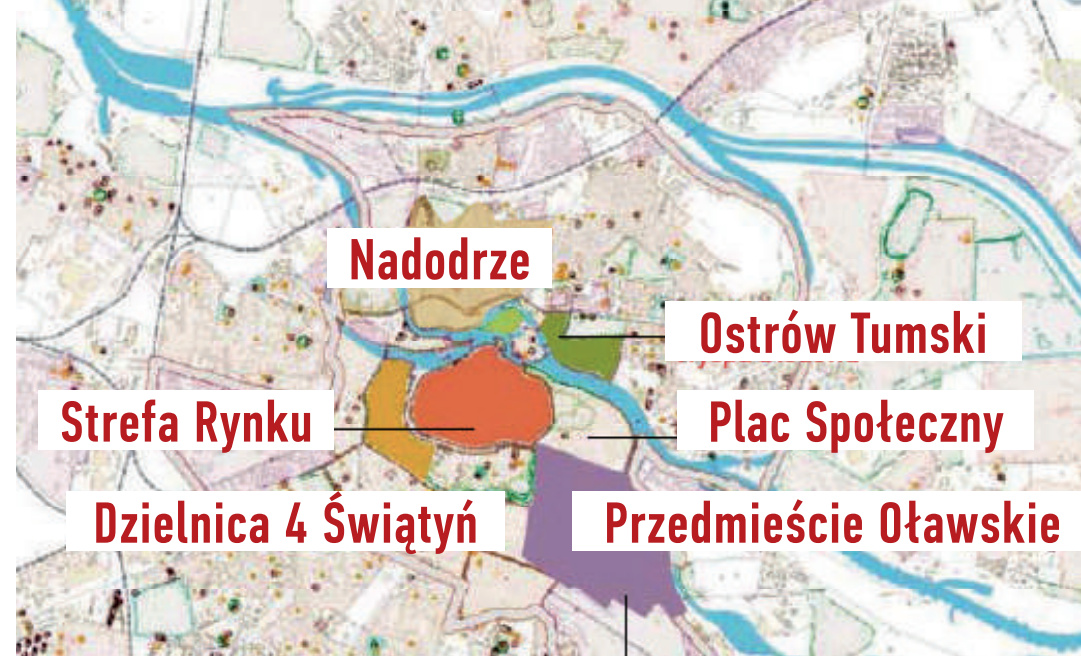 Nadodrze
Ostrów Tumski
Strefa Rynku
Plac Społeczny
Dzielnica 4 Świątyń
Przedmieście Oławskie